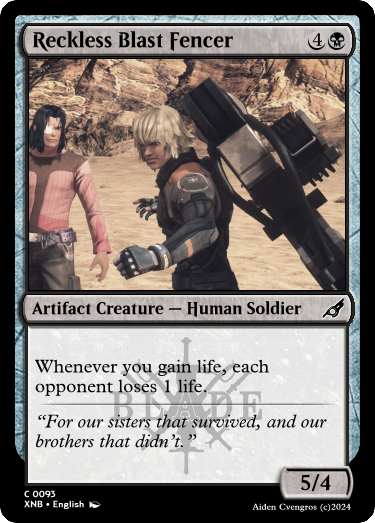 Reckless Blast Fencer 4
Artifact Creature — Human Soldier
Whenever you gain life, each
opponent loses 1 life.
BLADE
“For our sisters that survived, and our
brothers that didn't.”
5/4
C 0093
XNB • English
Aiden Cvengros (c)2024